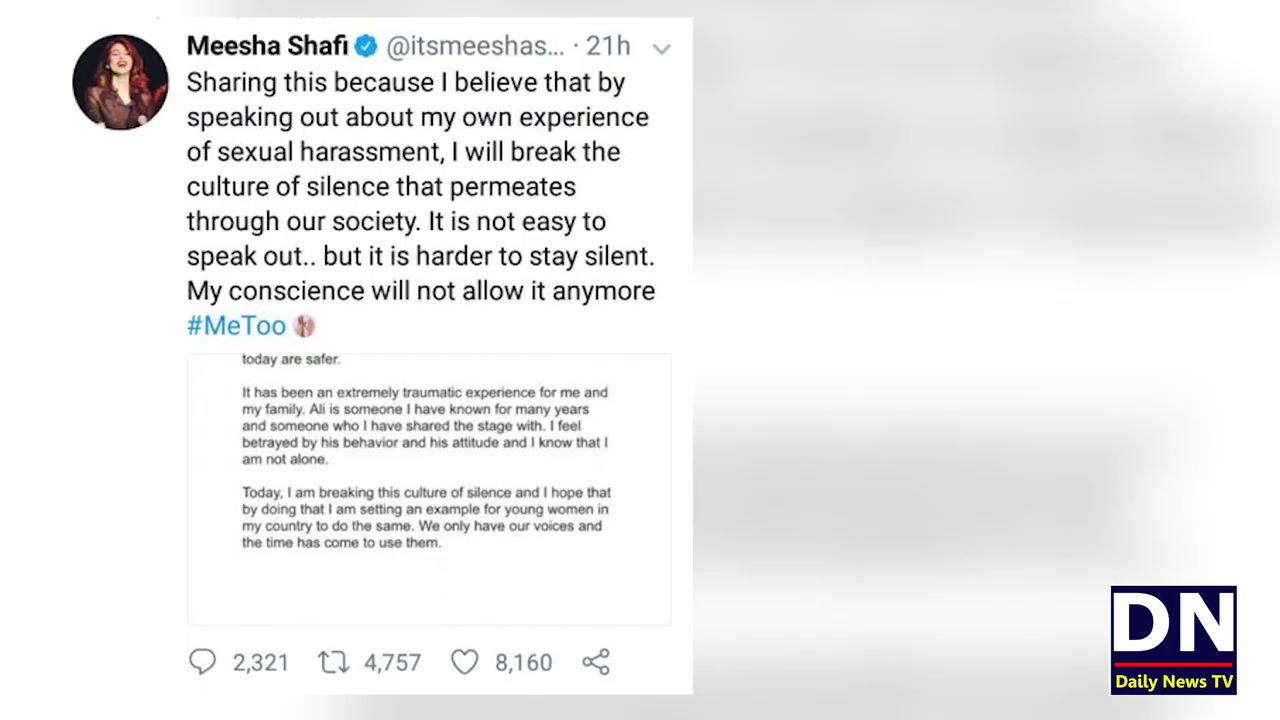 Meesha Shafi @itsmeeshas... · 21h
Sharing this because I believe that by
speaking out about my own experience
of sexual harassment, I will break the
culture of silence that permeates
through our society. It is not easy to
speak out.. but it is harder to stay silent.
My conscience will not allow it anymore
#MeToo
today are safer.
It has been an extremely traumatic experience for me and
my family. Ali is someone I have known for many years
and someone who I have shared the stage with. I feel
betrayed by his behavior and his attitude and I know that I
am not alone.
Today, I am breaking this culture of silence and I hope that
by doing that I am setting an example for young women in
my country to do the same. We only have our voices and
the time has come to use them.
2,321 4,757 8,160
DN
Daily News TV